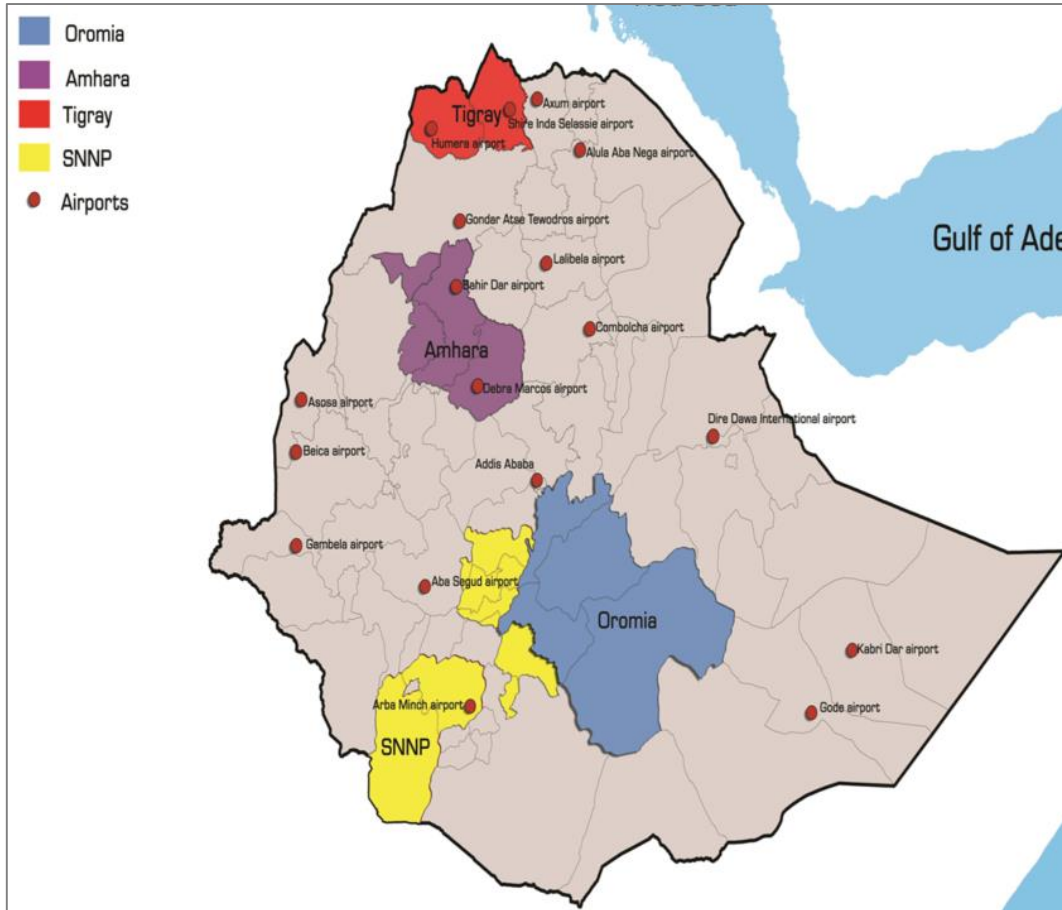 Oromia
Amhara
Tigray
SNNP
Airports
Tigray
Axum airport
Shire Inda Selassie airport
Humera airport
Alula Aba Nega airport
Gondar Atse Tewodros airport
Gulf of Ade
Lalibela airport
Bahir Dar airport
Combolcha airport
Amhara
Debra Marcos airport
Asosa airport
Dire Dawa International airport
Beica airport
Addis Ababa
Gambela airport
Aba Segud airport
Oromia
Kabri Dar airport
Arba Minch airport
Gode airport
SNNP